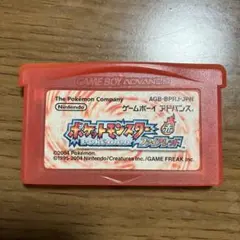 GAME BOY ADVANCE
The Pokémon Company
AGB-BPRJ-JPN
Nintendo
ゲームボーイ アドバンス
ポケットモンスター
ファイアレッド
©2004 Pokémon.
©1995-2004 Nintendo/Creatures inc./GAME FREAK inc.